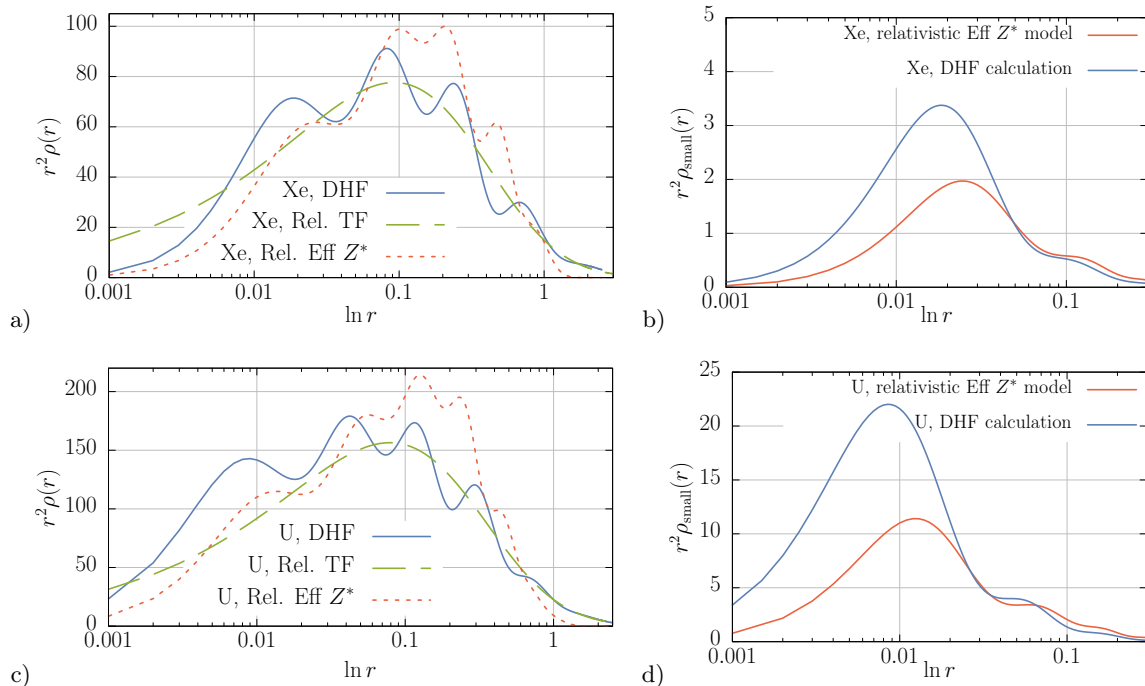 100
80
60
40
20
0
0.001
0.01
0.1
1
r²ρ(r)
ln r
Xe, DHF
Xe, Rel. TF
Xe, Rel. Eff Z*
a)
5
4
3
2
1
0
0.001
0.01
0.1
r²ρsmall(r)
ln r
Xe, relativistic Eff Z* model
Xe, DHF calculation
b)
200
150
100
50
0
0.001
0.01
0.1
1
r²ρ(r)
ln r
U, DHF
U, Rel. TF
U, Rel. Eff Z*
c)
25
20
15
10
5
0
0.001
0.01
0.1
r²ρsmall(r)
ln r
U, relativistic Eff Z* model
U, DHF calculation
d)